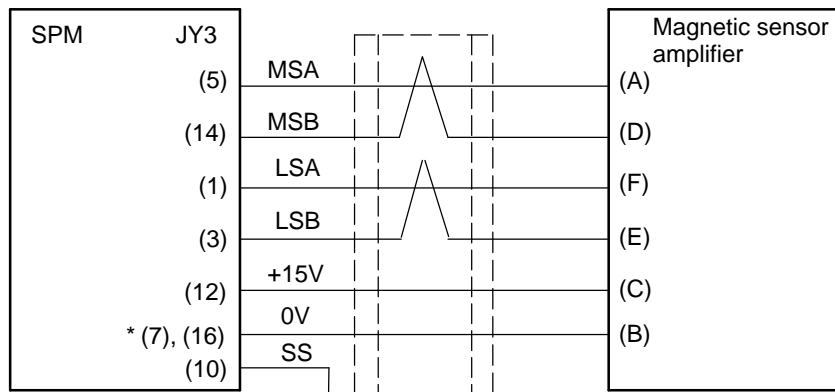 SPM JY3 Magnetic sensor
amplifier
(5) MSA (A)
(14) MSB (D)
(1) LSA (F)
(3) LSB (E)
(12) +15V (C)
* (7), (16) 0V (B)
(10) SS